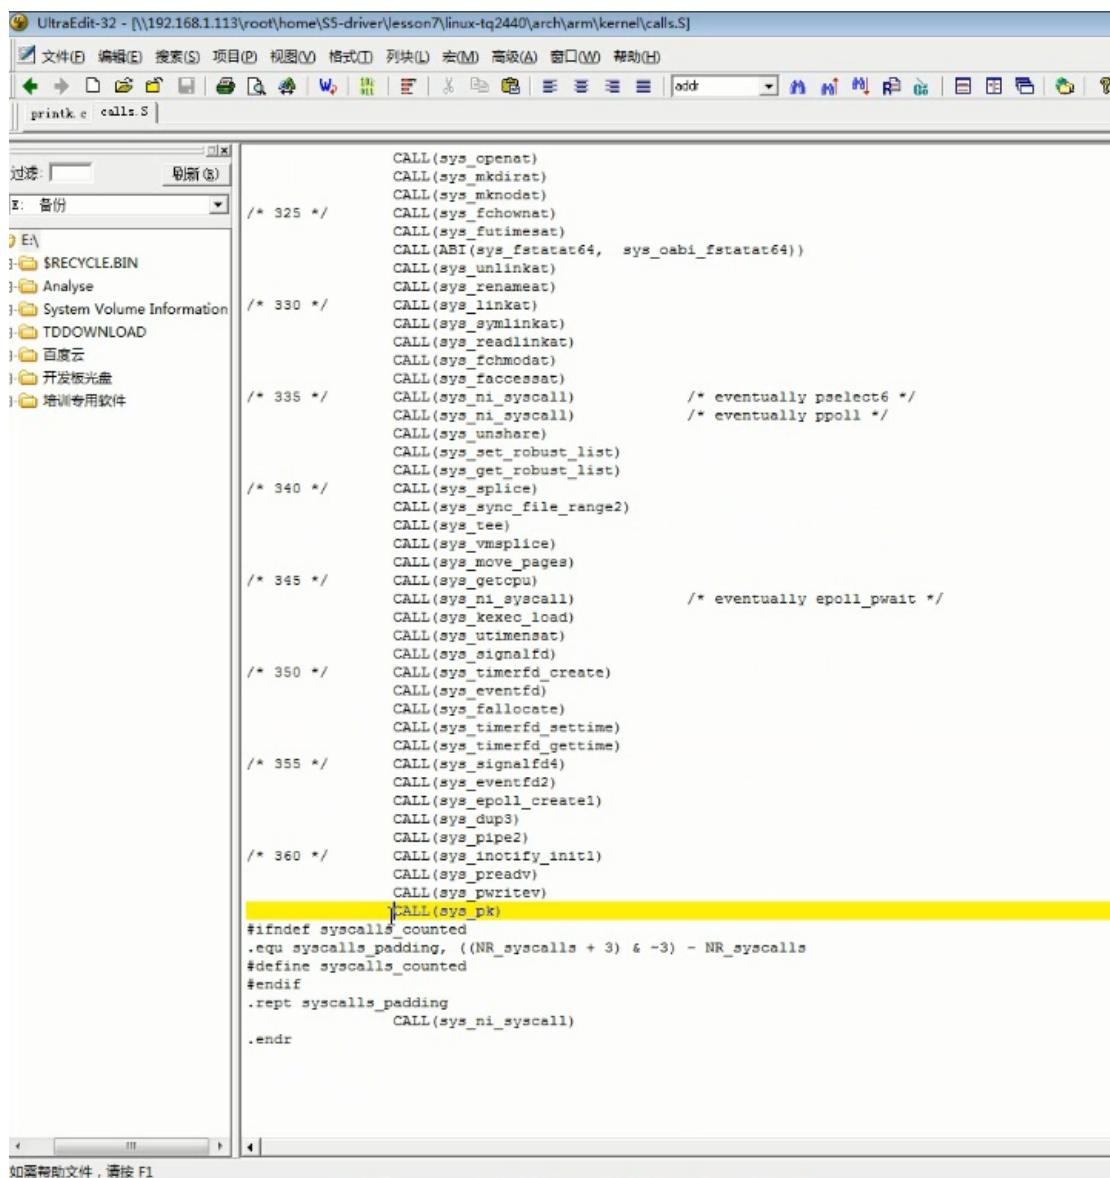 UltraEdit-32 - [\\192.168.1.113\root\home\S5-driver\lesson7\linux-tq2440\arch\arm\kernel\calls.S]
文件(F) 编辑(E) 搜索(S) 项目(P) 视图(V) 格式(T) 列块(L) 宏(M) 高级(A) 窗口(W) 帮助(H)
addr
printk.c calls.S
过滤: 刷新(R)
E: 备份
E:\
$RECYCLE.BIN
Analyse
System Volume Information
TDDOWNLOAD
百度云
开发板光盘
培训专用软件
CALL(sys_openat)
CALL(sys_mkdirat)
CALL(sys_mknodat)
/* 325 */ CALL(sys_fchownat)
CALL(sys_futimesat)
CALL(ABI(sys_fstatat64, sys_oabi_fstatat64))
CALL(sys_unlinkat)
CALL(sys_renameat)
/* 330 */ CALL(sys_linkat)
CALL(sys_symlinkat)
CALL(sys_readlinkat)
CALL(sys_fchmodat)
CALL(sys_faccessat)
/* 335 */ CALL(sys_ni_syscall) /* eventually pselect6 */
CALL(sys_ni_syscall) /* eventually ppoll */
CALL(sys_unshare)
CALL(sys_set_robust_list)
CALL(sys_get_robust_list)
/* 340 */ CALL(sys_splice)
CALL(sys_sync_file_range2)
CALL(sys_tee)
CALL(sys_vmsplice)
CALL(sys_move_pages)
/* 345 */ CALL(sys_getcpu)
CALL(sys_ni_syscall) /* eventually epoll_pwait */
CALL(sys_kexec_load)
CALL(sys_utimensat)
CALL(sys_signalfd)
/* 350 */ CALL(sys_timerfd_create)
CALL(sys_eventfd)
CALL(sys_fallocate)
CALL(sys_timerfd_settime)
CALL(sys_timerfd_gettime)
/* 355 */ CALL(sys_signalfd4)
CALL(sys_eventfd2)
CALL(sys_epoll_create1)
CALL(sys_dup3)
CALL(sys_pipe2)
/* 360 */ CALL(sys_inotify_init1)
CALL(sys_preadv)
CALL(sys_pwritev)
CALL(sys_pk)
#ifndef syscalls_counted
.equ syscalls_padding, ((NR_syscalls + 3) & ~3) - NR_syscalls
#define syscalls_counted
#endif
.rept syscalls_padding
CALL(sys_ni_syscall)
.endr
如需帮助文件，请按 F1